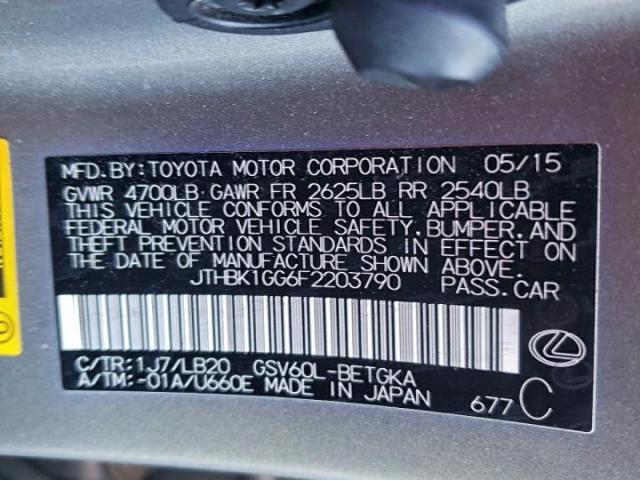 MFD.BY:TOYOTA MOTOR CORPORATION 05/15
GVWR 4700LB GAWR FR 2625LB RR 2540LB
THIS VEHICLE CONFORMS TO ALL APPLICABLE
FEDERAL MOTOR VEHICLE SAFETY,BUMPER,AND
THEFT PREVENTION STANDARDS IN EFFECT ON
THE DATE OF MANUFACTURE SHOWN ABOVE.
JTHBK1GG6F2203790 PASS.CAR
C/TR:1J7/LB20 GSV60L-BETGKA
A/TM:-01A/U660E MADE IN JAPAN 677 C